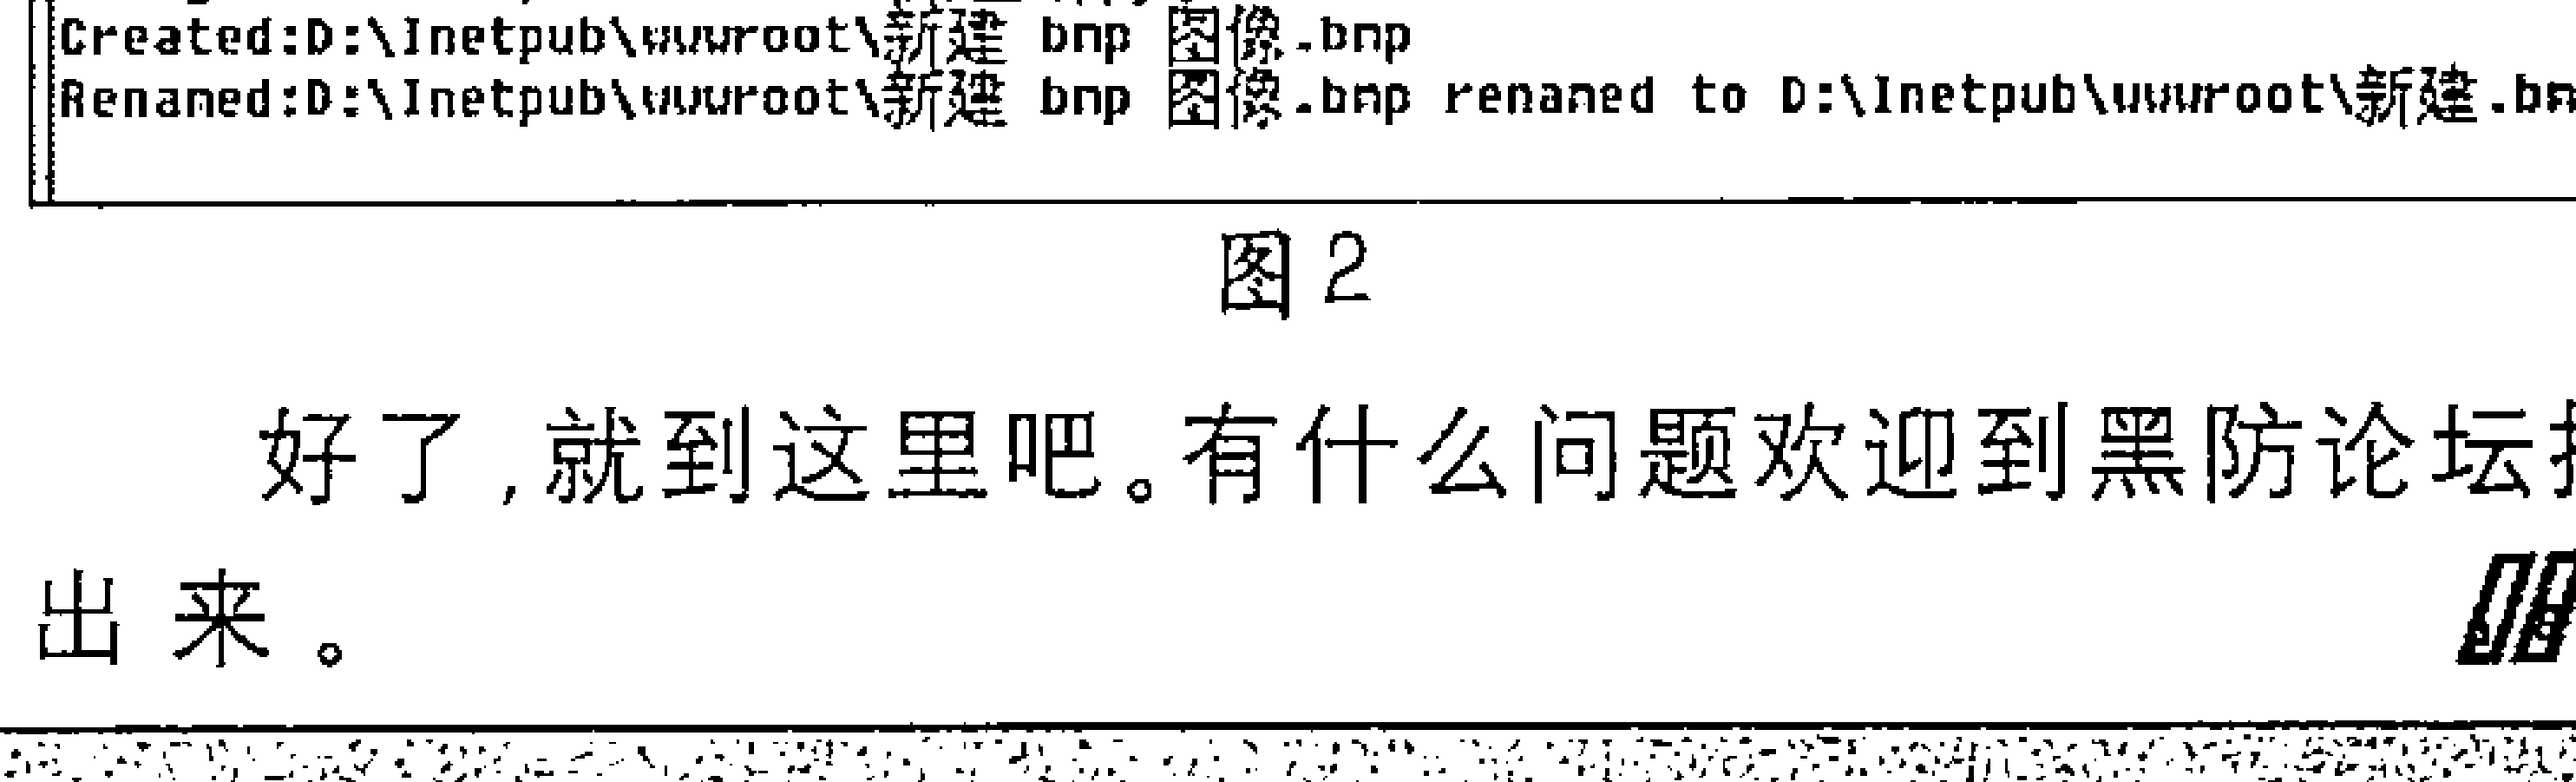 Created:D:\Inetpub\wwwroot\新建 bmp 图像.bmp
Renamed:D:\Inetpub\wwwroot\新建 bmp 图像.bmp renamed to D:\Inetpub\wwwroot\新建.bm
图 2
好了,就到这里吧。有什么问题欢迎到黑防论坛
出来。